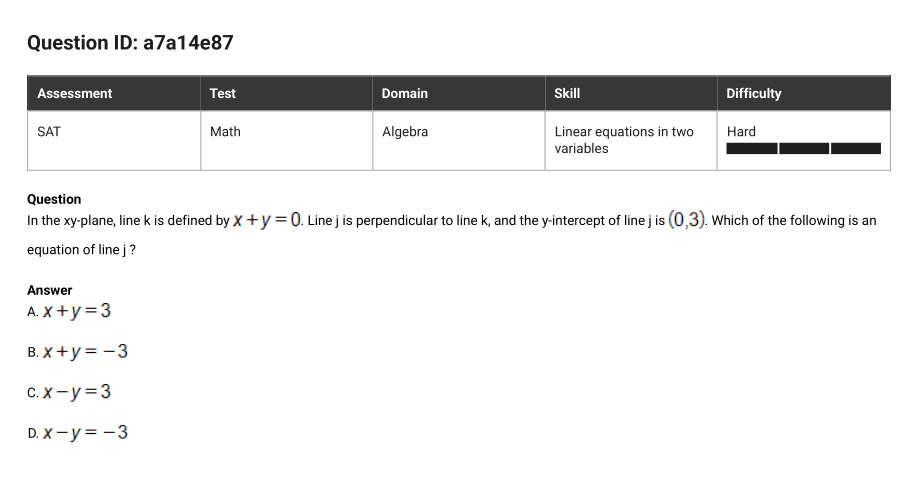 Question ID: a7a14e87
Assessment Test Domain Skill Difficulty
SAT Math Algebra Linear equations in two variables Hard
Question
In the xy-plane, line k is defined by x + y = 0. Line j is perpendicular to line k, and the y-intercept of line j is (0,3). Which of the following is an
equation of line j ?
Answer
A. x + y = 3
B. x + y = −3
C. x − y = 3
D. x − y = −3